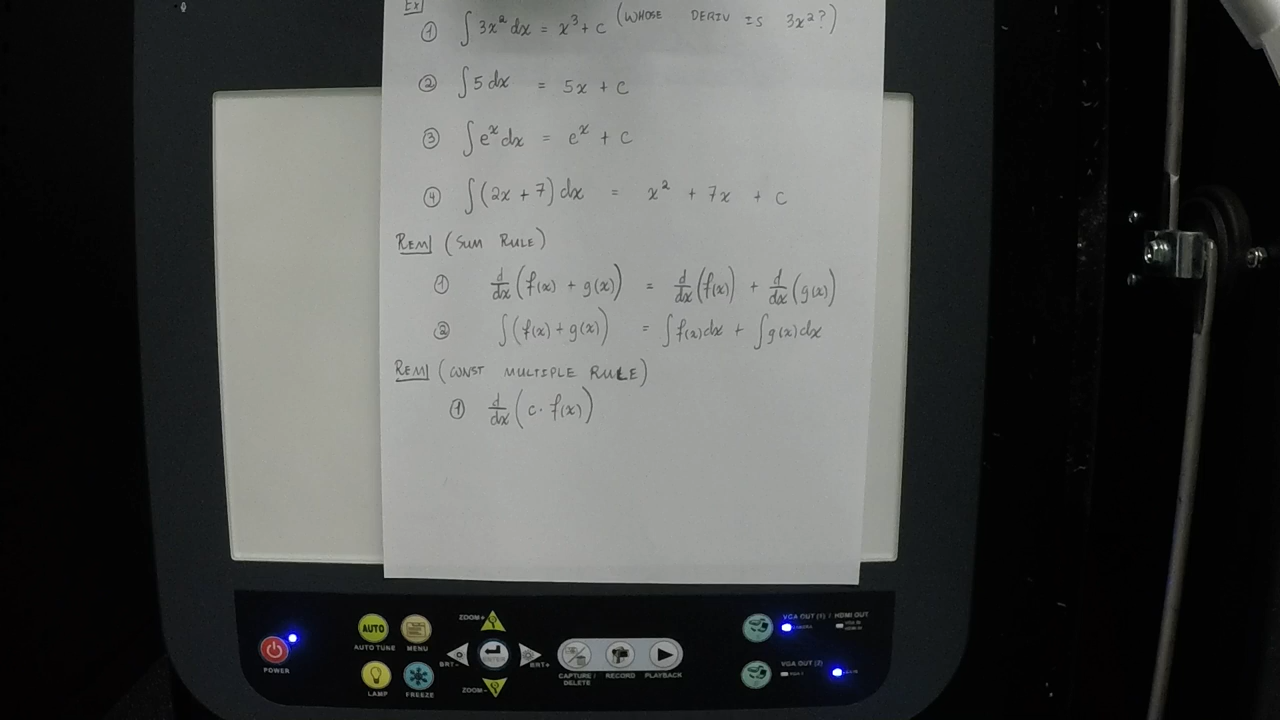 Ex
① ∫ 3x² dx = x³ + c (WHOSE DERIV IS 3x²?)
② ∫ 5 dx = 5x + c
③ ∫ eˣ dx = eˣ + c
④ ∫ (2x + 7) dx = x² + 7x + c
REM (SUM RULE)
① d/dx (f(x) + g(x)) = d/dx (f(x)) + d/dx (g(x))
② ∫ (f(x) + g(x)) = ∫ f(x) dx + ∫ g(x) dx
REM (CONST MULTIPLE RULE)
① d/dx (c · f(x))
POWER
AUTO
AUTO TUNE
MENU
LAMP
FREEZE
ZOOM+
BRT-
ENTER
BRT+
ZOOM-
CAPTURE / DELETE
RECORD
PLAYBACK
VGA OUT (1) / HDMI OUT
VGA OUT (2)